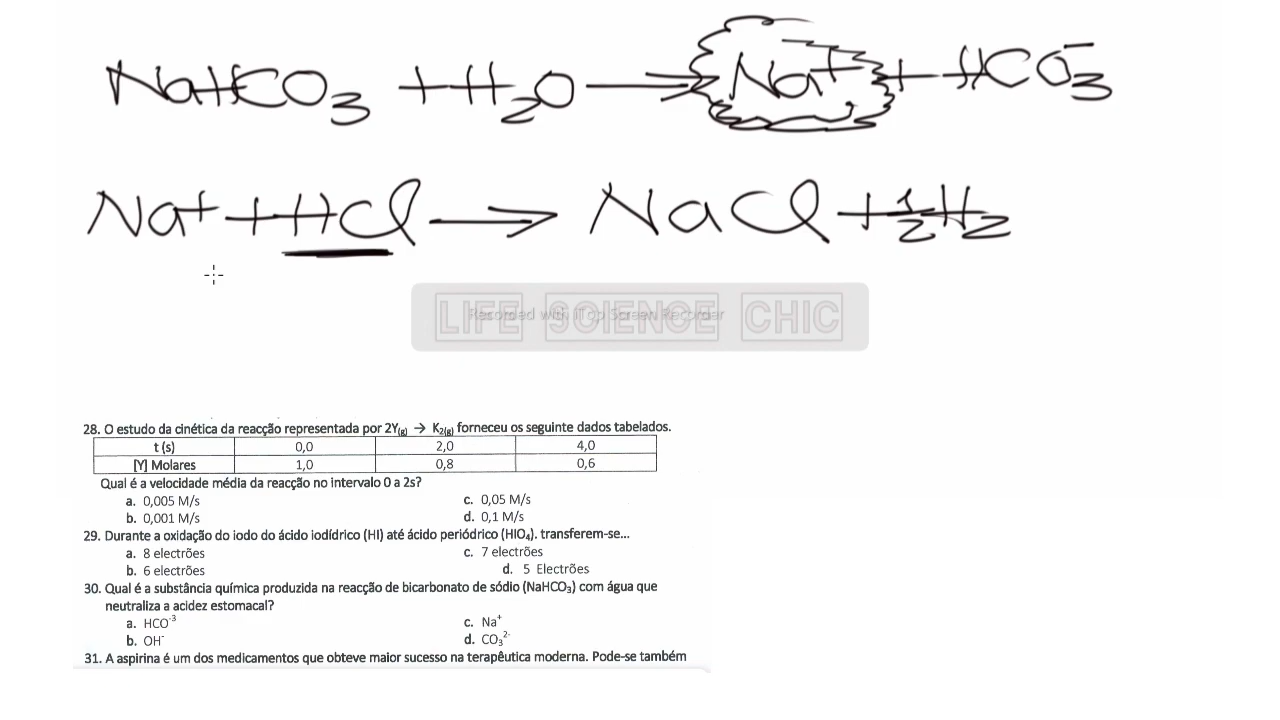 NaHCO3 + H2O → Na+ + HCO3-
Na+ + HCl → NaCl + 1/2 H2
LIFE SCIENCE CHIC
Recorded with iTop Screen Recorder
28. O estudo da cinética da reacção representada por 2Y(g) → K2(g) forneceu os seguinte dados tabelados.
t (s) 0,0 2,0 4,0
[Y] Molares 1,0 0,8 0,6
Qual é a velocidade média da reacção no intervalo 0 a 2s?
a. 0,005 M/s c. 0,05 M/s
b. 0,001 M/s d. 0,1 M/s
29. Durante a oxidação do iodo do ácido iodídrico (HI) até ácido periódrico (HIO4). transferem-se...
a. 8 electrões c. 7 electrões
b. 6 electrões d. 5 Electrões
30. Qual é a substância química produzida na reacção de bicarbonato de sódio (NaHCO3) com água que
neutraliza a acidez estomacal?
a. HCO-3 c. Na+
b. OH- d. CO3 2-
31. A aspirina é um dos medicamentos que obteve maior sucesso na terapêutica moderna. Pode-se também